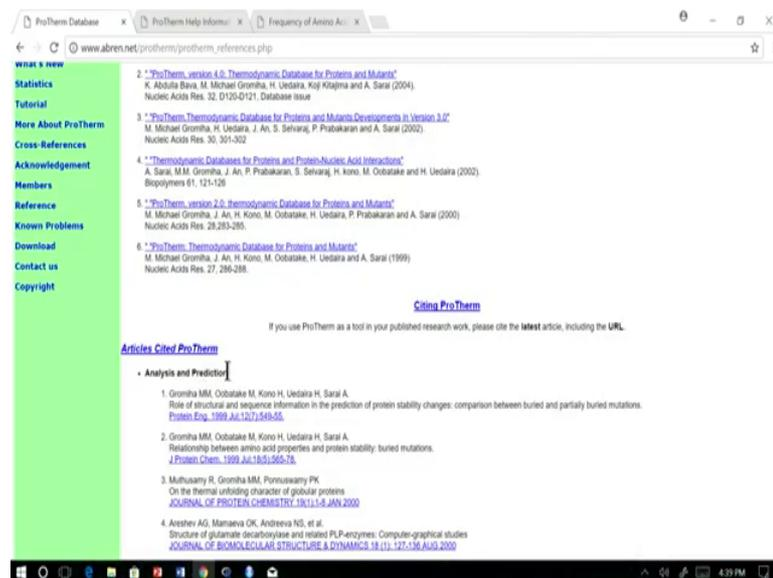 ProTherm Database
ProTherm Help Informat
Frequency of Amino Aci
www.abren.net/protherm/protherm_references.php
What's New
Statistics
Tutorial
More About ProTherm
Cross-References
Acknowledgement
Members
Reference
Known Problems
Download
Contact us
Copyright
2. " "ProTherm, version 4.0: Thermodynamic Database for Proteins and Mutants"
K. Abdulla Bava, M. Michael Gromiha, H. Uedaira, Koji Kitajima and A. Sarai (2004).
Nucleic Acids Res. 32, D120-D121, Database issue
3. " "ProTherm,Thermodynamic Database for Proteins and Mutants:Developments in Version 3.0"
M. Michael Gromiha, H. Uedaira, J. An, S. Selvaraj, P. Prabakaran and A. Sarai (2002).
Nucleic Acids Res. 30, 301-302
4. " "Thermodynamic Databases for Proteins and Protein-Nucleic Acid Interactions"
A. Sarai, M.M. Gromiha, J. An, P. Prabakaran, S. Selvaraj, H. kono, M. Oobatake and H. Uedaira (2002).
Biopolymers 61, 121-126
5. " "ProTherm, version 2.0: thermodynamic Database for Proteins and Mutants"
M. Michael Gromiha, J. An, H. Kono, M. Oobatake, H. Uedaira, P. Prabakaran and A. Sarai (2000)
Nucleic Acids Res. 28,283-285.
6. " "ProTherm: Thermodynamic Database for Proteins and Mutants"
M. Michael Gromiha, J. An, H. Kono, M. Oobatake, H. Uedaira and A. Sarai (1999)
Nucleic Acids Res. 27, 286-288.
Citing ProTherm
If you use ProTherm as a tool in your published research work, please cite the latest article, including the URL.
Articles Cited ProTherm
• Analysis and Prediction
1. Gromiha MM, Oobatake M, Kono H, Uedaira H, Sarai A.
Role of structural and sequence information in the prediction of protein stability changes: comparison between buried and partially buried mutations.
Protein Eng. 1999 Jul;12(7):549-55.
2. Gromiha MM, Oobatake M, Kono H, Uedaira H, Sarai A.
Relationship between amino acid properties and protein stability: buried mutations.
J Protein Chem. 1999 Jul;18(5):565-78.
3. Muthusamy R, Gromiha MM, Ponnuswamy PK
On the thermal unfolding character of globular proteins
JOURNAL OF PROTEIN CHEMISTRY 19(1):1-8 JAN 2000
4. Areshev AG, Mamaeva OK, Andreeva NS, et al.
Structure of glutamate decarboxylase and related PLP-enzymes: Computer-graphical studies
JOURNAL OF BIOMOLECULAR STRUCTURE & DYNAMICS 18 (1): 127-136 AUG 2000
4:39 PM